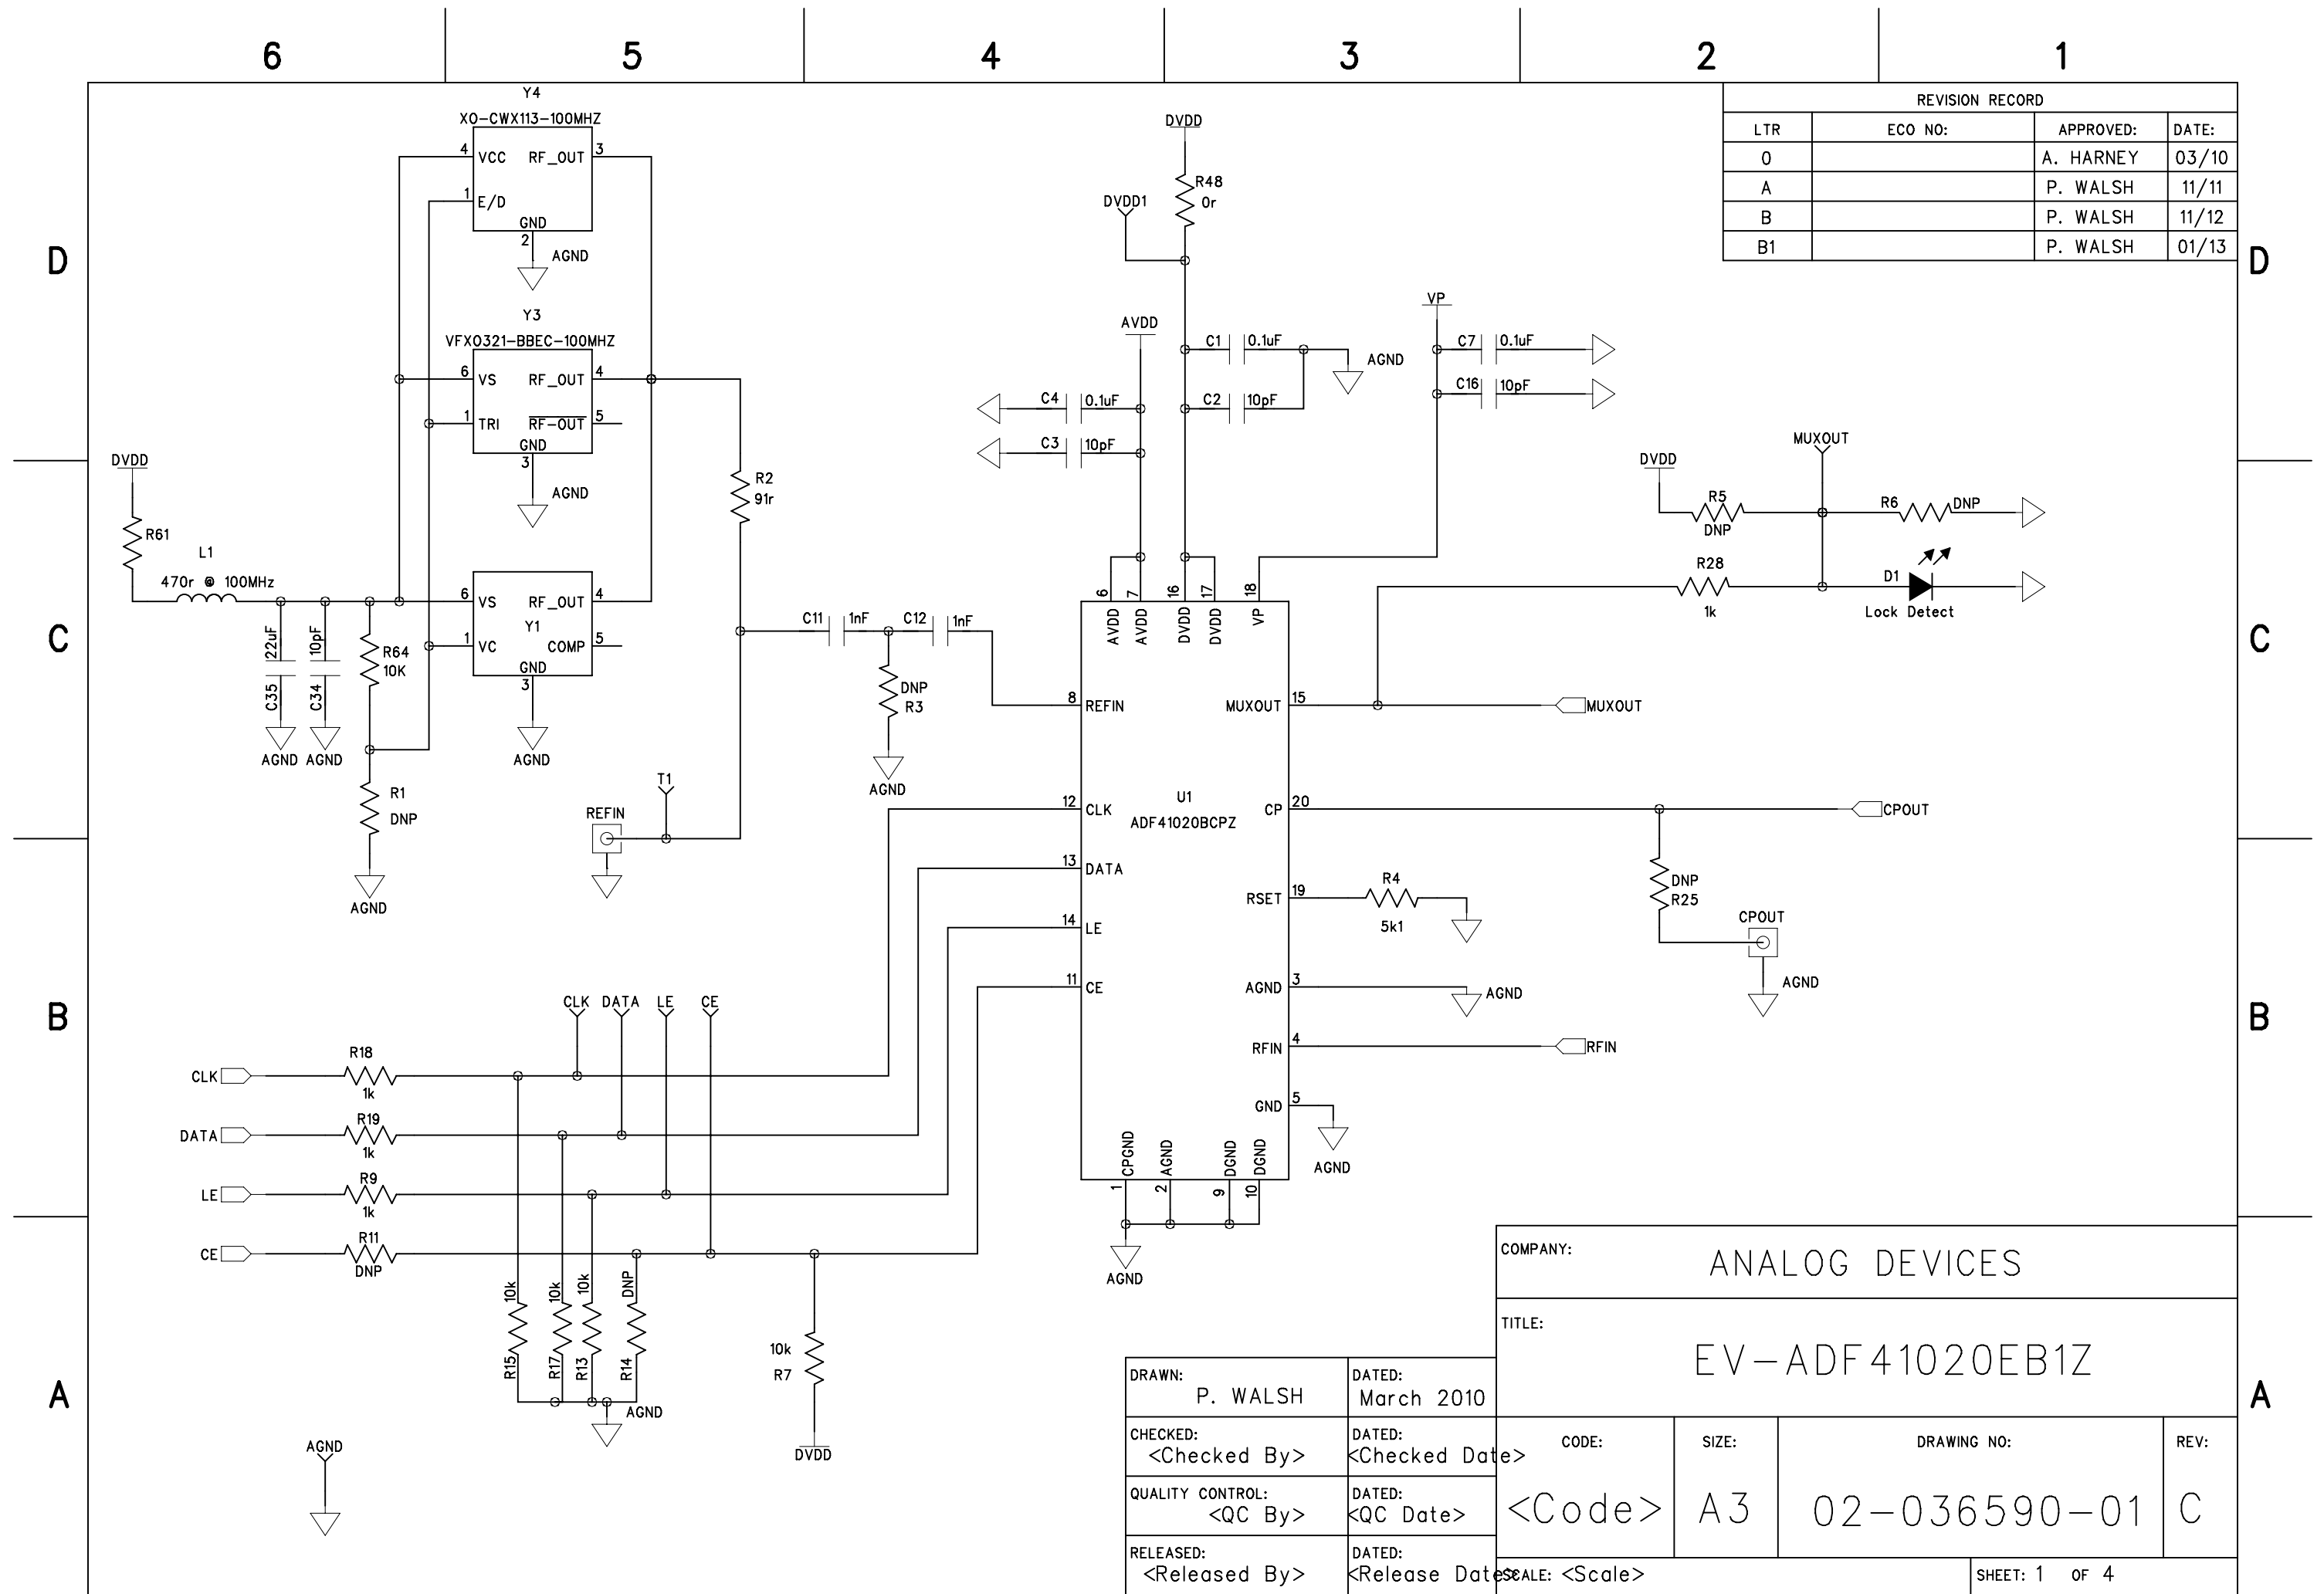 6 5 4 3 2 1
D
C
B
A
D
C
B
A
REVISION RECORD
LTR ECO NO: APPROVED: DATE:
0 A. HARNEY 03/10
A P. WALSH 11/11
B P. WALSH 11/12
B1 P. WALSH 01/13
Y4
XO-CWX113-100MHZ
4 VCC RF_OUT 3
1 E/D
GND
2
AGND
Y3
VFXO321-BBEC-100MHZ
6 VS RF_OUT 4
1 TRI RF-OUT 5
GND
3
AGND
DVDD
R61
L1
470r @ 100MHz
6 VS RF_OUT 4
Y1
1 VC COMP 5
GND
3
AGND
22uF
C35
AGND
10pF
C34
AGND
R64
10K
R1
DNP
AGND
R2
91r
T1
REFIN
C11 1nF
C12 1nF
DNP
R3
AGND
DVDD
R48
0r
DVDD1
AVDD
C1 0.1uF
AGND
C2 10pF
C4 0.1uF
C3 10pF
VP
C7 0.1uF
C16 10pF
MUXOUT
DVDD
R5
DNP
R6 DNP
R28
1k
D1
Lock Detect
6 AVDD
7 AVDD
16 DVDD
17 DVDD
18 VP
8 REFIN
MUXOUT 15
MUXOUT
U1
ADF41020BCPZ
12 CLK
CP 20
CPOUT
13 DATA
RSET 19
R4
5k1
14 LE
11 CE
AGND 3
AGND
RFIN 4
RFIN
GND 5
AGND
CPGND 1
AGND 2
DGND 9
DGND 10
AGND
DNP
R25
CPOUT
AGND
CLK DATA LE CE
CLK
R18
1k
DATA
R19
1k
LE
R9
1k
CE
R11
DNP
10k
R15
10k
R17
10k
R13
DNP
R14
AGND
10k
R7
DVDD
AGND
COMPANY:
ANALOG DEVICES
TITLE:
EV-ADF41020EB1Z
DRAWN:
P. WALSH
DATED:
March 2010
CHECKED:
<Checked By>
DATED:
<Checked Date>
QUALITY CONTROL:
<QC By>
DATED:
<QC Date>
RELEASED:
<Released By>
DATED:
<Release Date>
CODE:
<Code>
SIZE:
A3
DRAWING NO:
02-036590-01
REV:
C
SCALE: <Scale>
SHEET: 1 OF 4